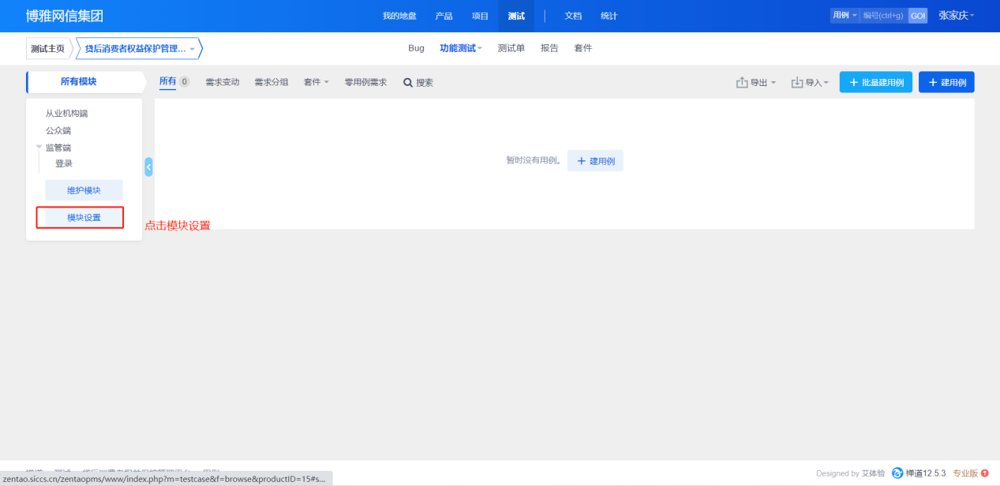 博雅网信集团
我的地盘 产品 项目 测试 文档 统计
用例 编号(ctrl+g) GO! 张家庆
测试主页 贷后消费者权益保护管理...
Bug 功能测试 测试单 报告 套件
所有模块
所有 0 需求变动 需求分组 套件 零用例需求 搜索
导出 导入 + 批量建用例 + 建用例
从业机构端
公众端
监管端
登录
维护模块
模块设置
点击模块设置
暂时没有用例。 + 建用例
zentao.siccs.cn/zentaopms/www/index.php?m=testcase&f=browse&productID=15#s...
Designed by 艾体验 禅道12.5.3 专业版